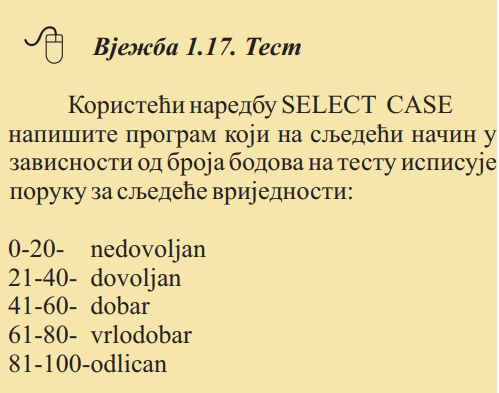 Вјежба 1.17. Тест
Користећи наредбу SELECT CASE
напишите програм који на сљедећи начин у
зависности од броја бодова на тесту исписује
поруку за сљедеће вриједности:
0-20- nedovoljan
21-40- dovoljan
41-60- dobar
61-80- vrlodobar
81-100-odlican